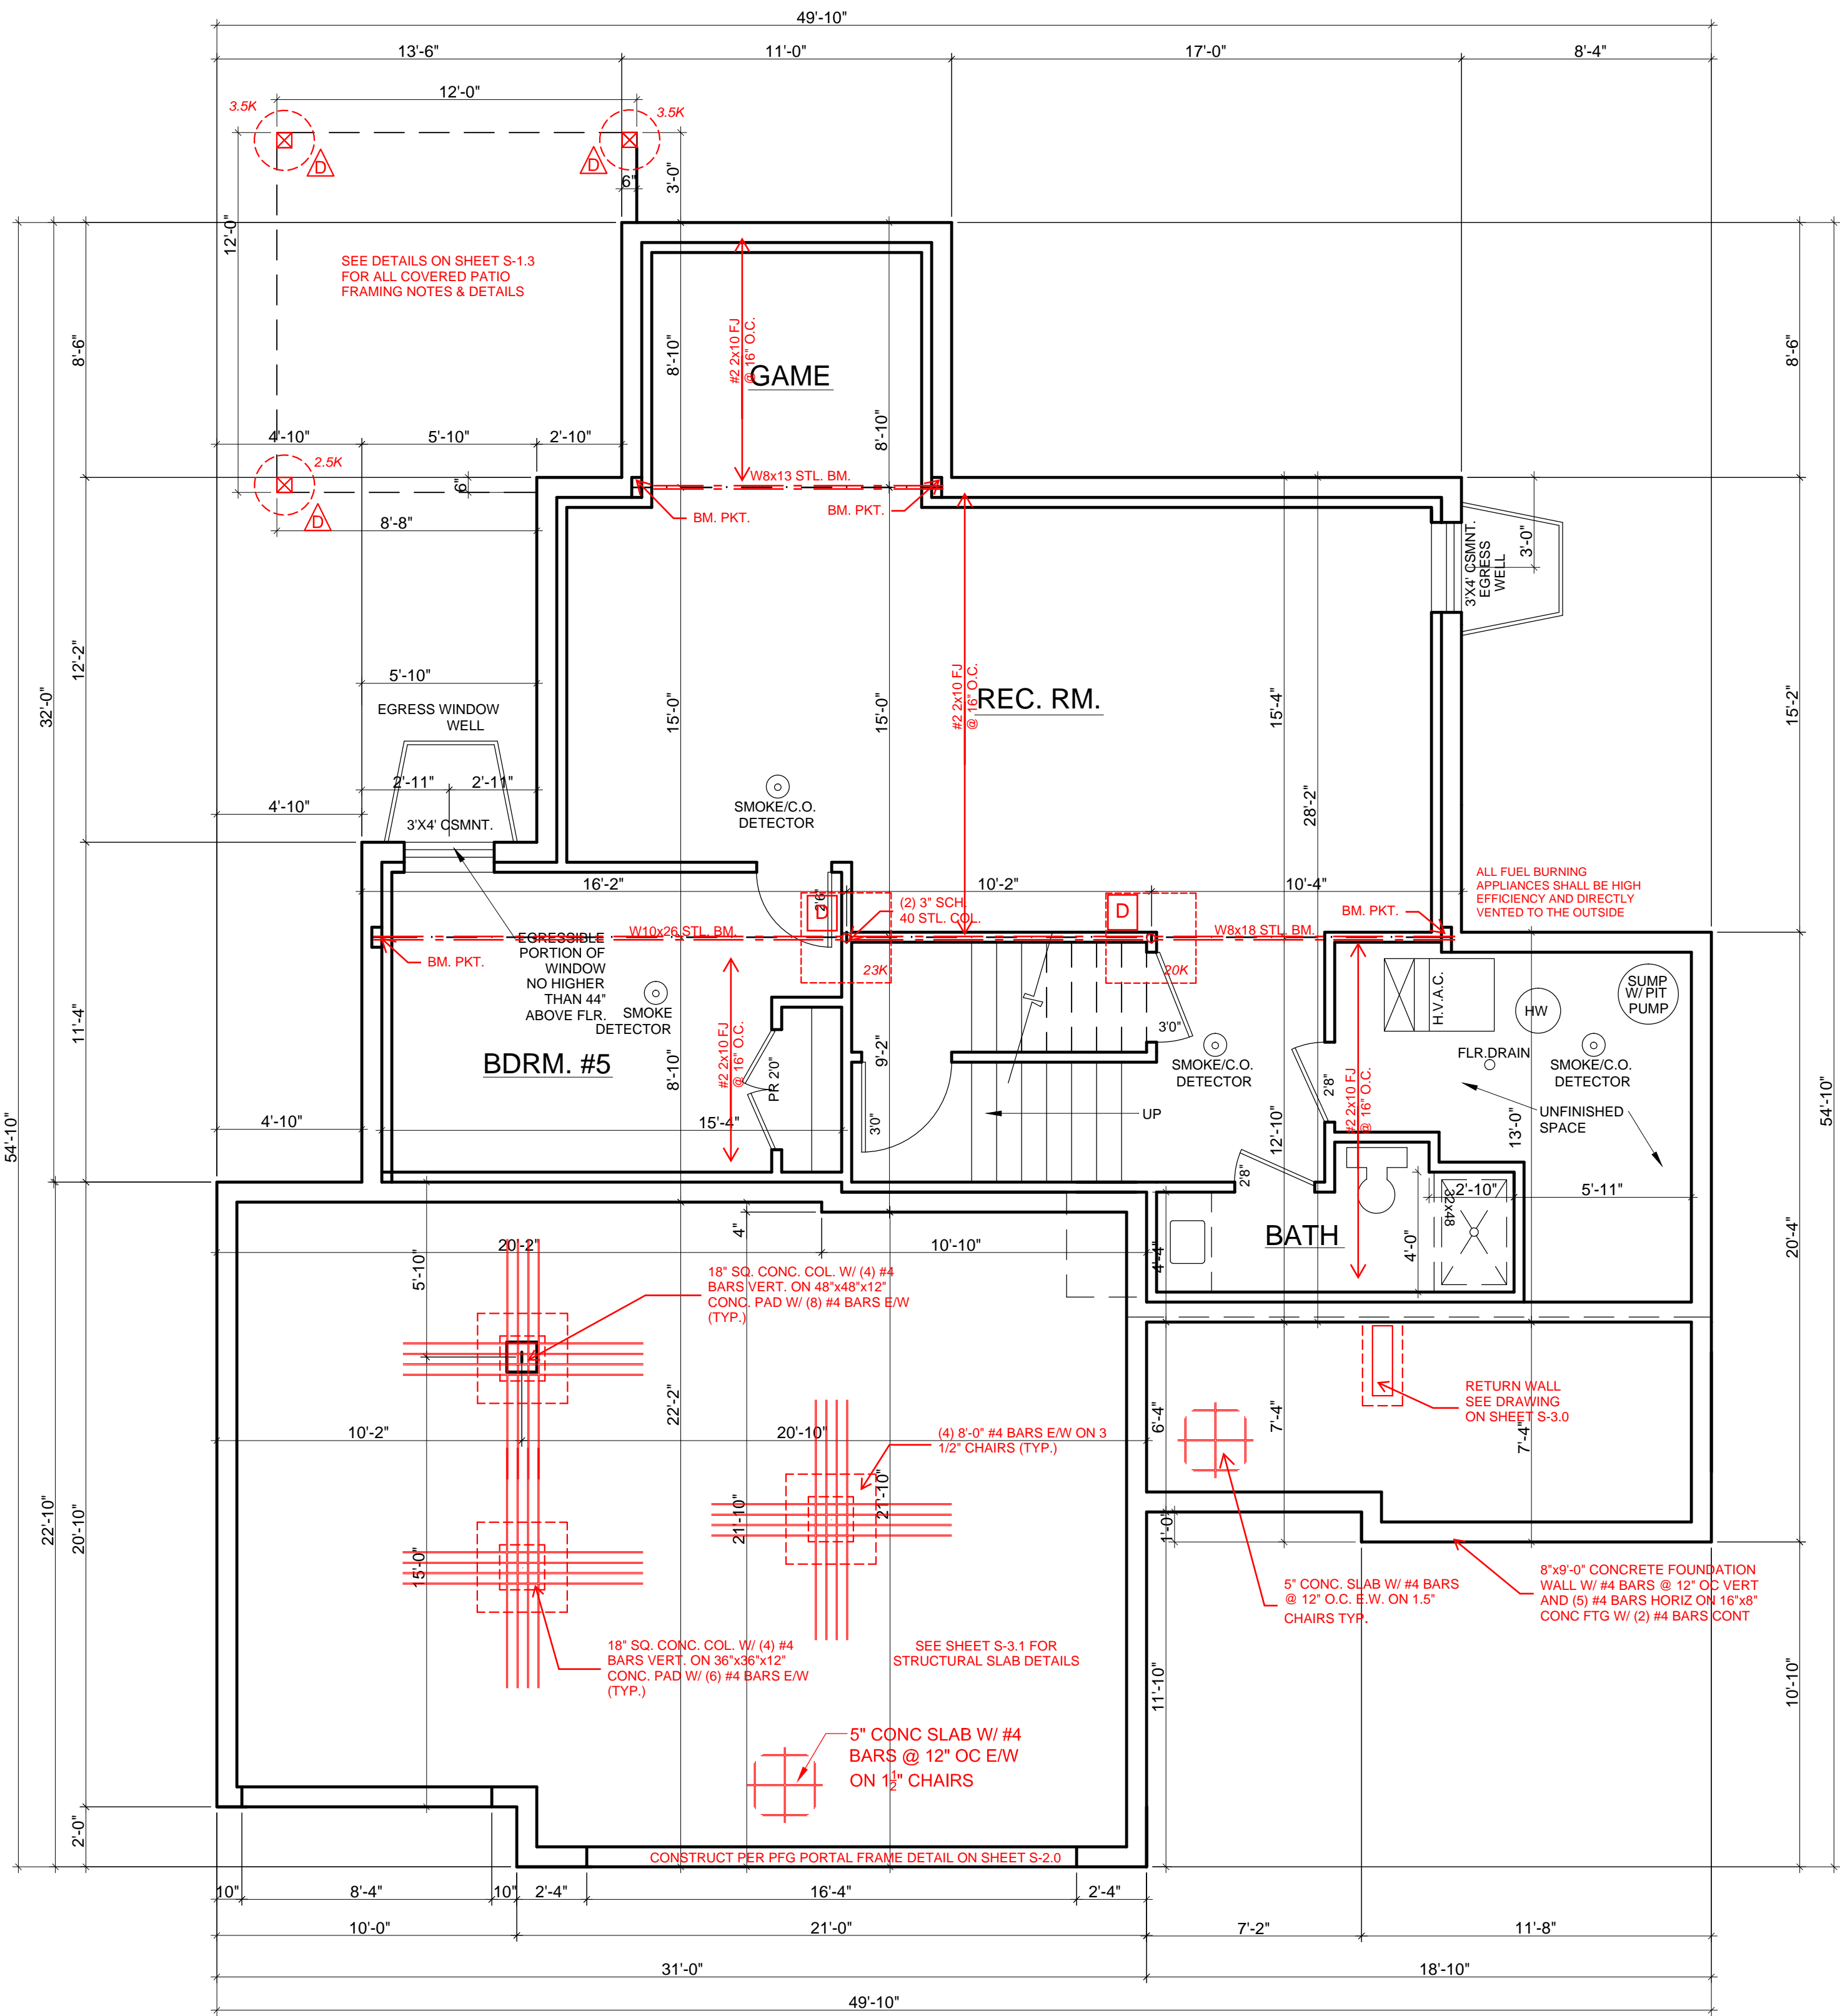 49'-10"
13'-6"
11'-0"
17'-0"
8'-4"
12'-0"
3.5K
3.5K
D
D
6"
3'-0"
12'-0"
SEE DETAILS ON SHEET S-1.3
FOR ALL COVERED PATIO
FRAMING NOTES & DETAILS
8'-6"
8'-10"
#2 2x10 FJ
@ 16" O.C.
GAME
8'-10"
8'-6"
4'-10"
5'-10"
2'-10"
2.5K
D
6"
8'-8"
W8x13 STL. BM.
BM. PKT.
BM. PKT.
3'X4' CSMNT.
EGRESS
WELL
3'-0"
32'-0"
12'-2"
5'-10"
EGRESS WINDOW
WELL
15'-0"
15'-0"
#2 2x10 FJ
@ 16" O.C.
REC. RM.
15'-4"
28'-2"
15'-2"
2'-11"
2'-11"
4'-10"
3'X4' CSMNT.
SMOKE/C.O.
DETECTOR
16'-2"
2'6"
D
(2) 3" SCH.
40 STL. COL.
10'-2"
D
10'-4"
BM. PKT.
ALL FUEL BURNING
APPLIANCES SHALL BE HIGH
EFFICIENCY AND DIRECTLY
VENTED TO THE OUTSIDE
W10x26 STL. BM.
W8x18 STL. BM.
BM. PKT.
EGRESSIBLE
PORTION OF
WINDOW
NO HIGHER
THAN 44"
ABOVE FLR.
23K
20K
SMOKE
DETECTOR
BDRM. #5
11'-4"
8'-10"
#2 2x10 FJ
@ 16" O.C.
PR 2'0"
9'-2"
3'0"
3'0"
UP
SMOKE/C.O.
DETECTOR
2'8"
#2 2x10 FJ
@ 16" O.C.
H.V.A.C.
HW
SUMP
W/ PIT
PUMP
FLR.DRAIN
SMOKE/C.O.
DETECTOR
UNFINISHED
SPACE
13'-0"
54'-10"
54'-10"
4'-10"
15'-4"
12'-10"
2'8"
2'-10"
5'-11"
32x48
BATH
4'-0"
4'-4"
20'-4"
20'-2"
4"
10'-10"
5'-10"
18" SQ. CONC. COL. W/ (4) #4
BARS VERT. ON 48"x48"x12"
CONC. PAD W/ (8) #4 BARS E/W
(TYP.)
10'-2"
22'-2"
20'-10"
(4) 8'-0" #4 BARS E/W ON 3
1/2" CHAIRS (TYP.)
6'-4"
7'-4"
RETURN WALL
SEE DRAWING
ON SHEET S-3.0
7'-4"
22'-10"
20'-10"
15'-0"
21'-10"
21'-10"
1'-0"
18" SQ. CONC. COL. W/ (4) #4
BARS VERT. ON 36"x36"x12"
CONC. PAD W/ (6) #4 BARS E/W
(TYP.)
SEE SHEET S-3.1 FOR
STRUCTURAL SLAB DETAILS
5" CONC. SLAB W/ #4 BARS
@ 12" O.C. E.W. ON 1.5"
CHAIRS TYP.
8"x9'-0" CONCRETE FOUNDATION
WALL W/ #4 BARS @ 12" OC VERT
AND (5) #4 BARS HORIZ ON 16"x8"
CONC FTG W/ (2) #4 BARS CONT
11'-10"
10'-10"
5" CONC SLAB W/ #4
BARS @ 12" OC E/W
ON 1 1/2" CHAIRS
2'-0"
CONSTRUCT PER PFG PORTAL FRAME DETAIL ON SHEET S-2.0
10"
8'-4"
10"
2'-4"
16'-4"
2'-4"
10'-0"
21'-0"
7'-2"
11'-8"
31'-0"
18'-10"
49'-10"